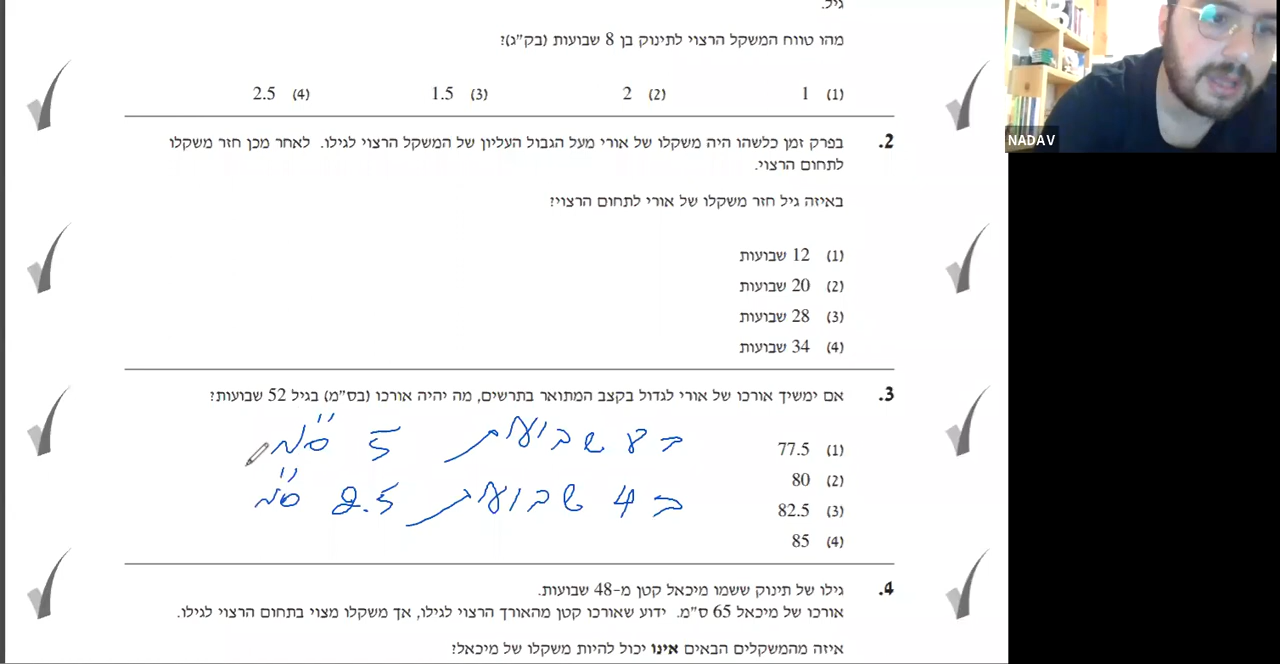 גיל.
מהו טווח המשקל הרצוי לתינוק בן 8 שבועות (בק"ג)?
(1) 1 (2) 2 (3) 1.5 (4) 2.5
NADAV
2. בפרק זמן כלשהו היה משקלו של אורי מעל הגבול העליון של המשקל הרצוי לגילו. לאחר מכן חזר משקלו
לתחום הרצוי.
באיזה גיל חזר משקלו של אורי לתחום הרצוי?
(1) 12 שבועות
(2) 20 שבועות
(3) 28 שבועות
(4) 34 שבועות
3. אם ימשיך אורכו של אורי לגדול בקצב המתואר בתרשים, מה יהיה אורכו (בס"מ) בגיל 52 שבועות?
ב 8 שבועות 5 ס"מ
(1) 77.5
(2) 80
ב 4 שבועות 2.5 ס"מ
(3) 82.5
(4) 85
4. גילו של תינוק ששמו מיכאל קטן מ-48 שבועות.
אורכו של מיכאל 65 ס"מ. ידוע שאורכו קטן מהאורך הרצוי לגילו, אך משקלו מצוי בתחום הרצוי לגילו.
איזה מהמשקלים הבאים אינו יכול להיות משקלו של מיכאל?